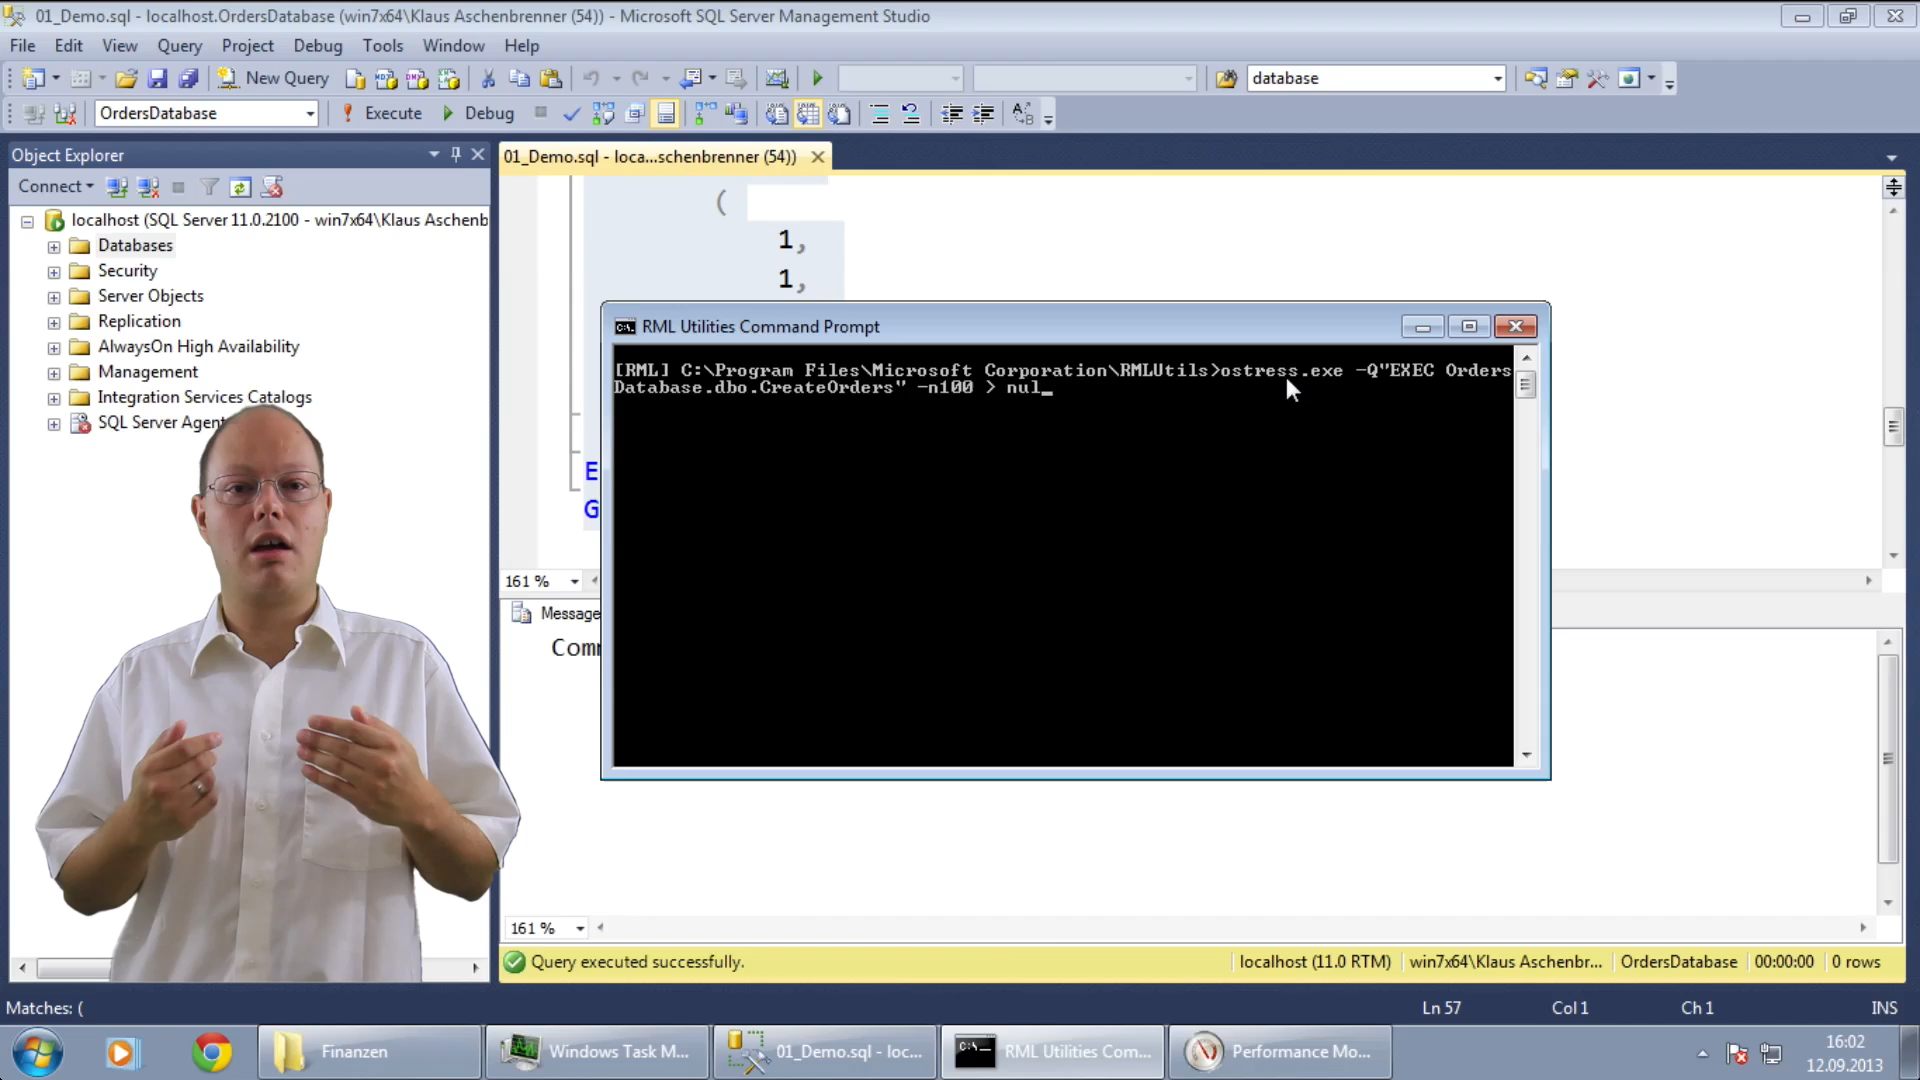 01_Demo.sql - localhost.OrdersDatabase (win7x64\Klaus Aschenbrenner (54)) - Microsoft SQL Server Management Studio
File Edit View Query Project Debug Tools Window Help
New Query
database
OrdersDatabase
Execute
Debug
Object Explorer
01_Demo.sql - loca...schenbrenner (54))
Connect
localhost (SQL Server 11.0.2100 - win7x64\Klaus Aschenb
Databases
Security
Server Objects
Replication
AlwaysOn High Availability
Management
Integration Services Catalogs
SQL Server Agent
(
1,
1,
E
G
RML Utilities Command Prompt
[RML] C:\Program Files\Microsoft Corporation\RMLUtils>ostress.exe -Q"EXEC Orders
Database.dbo.CreateOrders" -n100 > nul_
161 %
Message
Comm
161 %
Query executed successfully.
localhost (11.0 RTM)
win7x64\Klaus Aschenbr...
OrdersDatabase
00:00:00
0 rows
Matches: (
Ln 57
Col 1
Ch 1
INS
Finanzen
Windows Task M...
01_Demo.sql - loc...
C:\_
RML Utilities Com...
Performance Mo...
16:02
12.09.2013